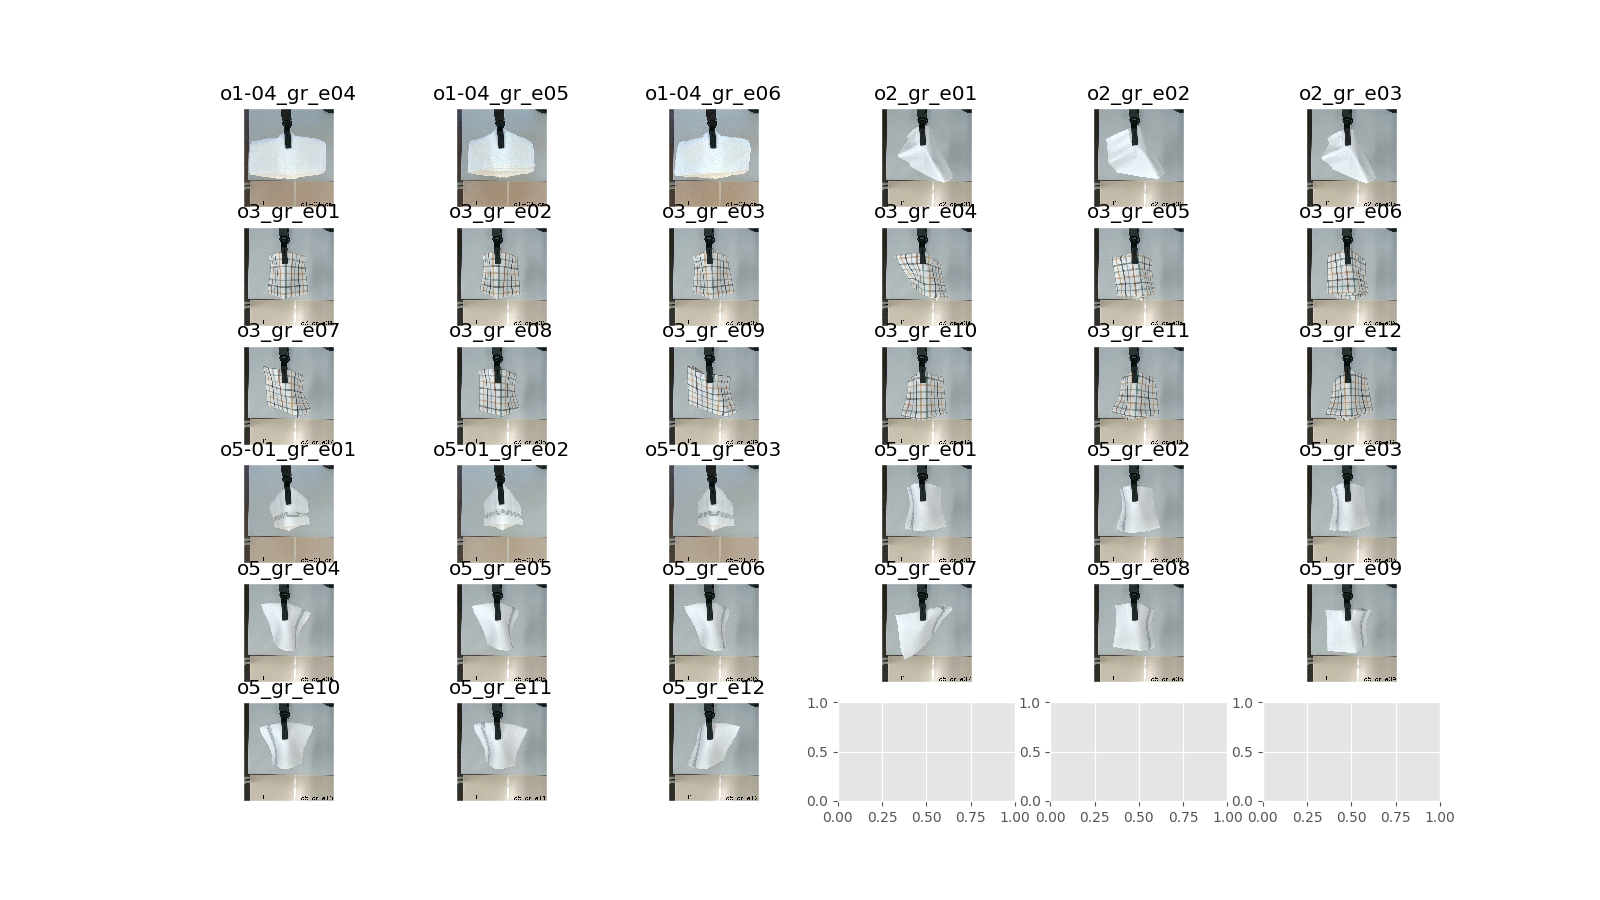 o1-04_gr_e04 o1-04_gr_e05 o1-04_gr_e06 o2_gr_e01 o2_gr_e02 o2_gr_e03
o3_gr_e01 o3_gr_e02 o3_gr_e03 o3_gr_e04 o3_gr_e05 o3_gr_e06
o3_gr_e07 o3_gr_e08 o3_gr_e09 o3_gr_e10 o3_gr_e11 o3_gr_e12
o5-01_gr_e01 o5-01_gr_e02 o5-01_gr_e03 o5_gr_e01 o5_gr_e02 o5_gr_e03
o5_gr_e04 o5_gr_e05 o5_gr_e06 o5_gr_e07 o5_gr_e08 o5_gr_e09
o5_gr_e10 o5_gr_e11 o5_gr_e12
1.0 1.0 1.0
0.5 0.5 0.5
0.0 0.0 0.0
0.00 0.25 0.50 0.75 1.00 0.00 0.25 0.50 0.75 1.00 0.00 0.25 0.50 0.75 1.00